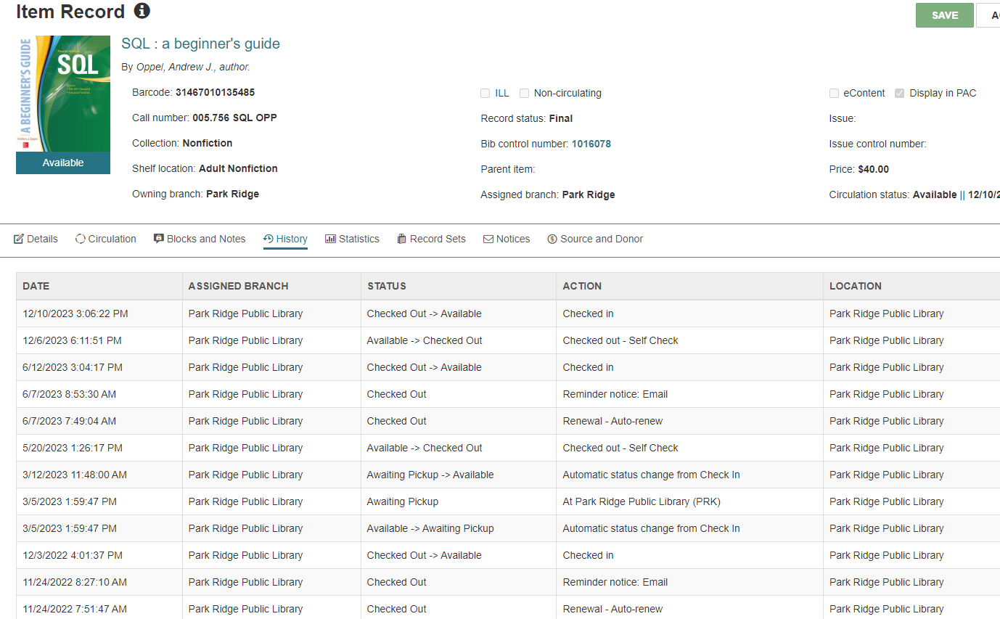 Item Record
SAVE
SQL : a beginner's guide
By Oppel, Andrew J., author.
A BEGINNER'S GUIDE
SQL
Available
Barcode: 31467010135485
Call number: 005.756 SQL OPP
Collection: Nonfiction
Shelf location: Adult Nonfiction
Owning branch: Park Ridge
ILL Non-circulating
Record status: Final
Bib control number: 1016078
Parent item:
Assigned branch: Park Ridge
eContent Display in PAC
Issue:
Issue control number:
Price: $40.00
Circulation status: Available || 12/10/2
Details Circulation Blocks and Notes History Statistics Record Sets Notices Source and Donor
DATE ASSIGNED BRANCH STATUS ACTION LOCATION
12/10/2023 3:06:22 PM Park Ridge Public Library Checked Out -> Available Checked in Park Ridge Public Library
12/6/2023 6:11:51 PM Park Ridge Public Library Available -> Checked Out Checked out - Self Check Park Ridge Public Library
6/12/2023 3:04:17 PM Park Ridge Public Library Checked Out -> Available Checked in Park Ridge Public Library
6/7/2023 8:53:30 AM Park Ridge Public Library Checked Out Reminder notice: Email Park Ridge Public Library
6/7/2023 7:49:04 AM Park Ridge Public Library Checked Out Renewal - Auto-renew Park Ridge Public Library
5/20/2023 1:26:17 PM Park Ridge Public Library Available -> Checked Out Checked out - Self Check Park Ridge Public Library
3/12/2023 11:48:00 AM Park Ridge Public Library Awaiting Pickup -> Available Automatic status change from Check In Park Ridge Public Library
3/5/2023 1:59:47 PM Park Ridge Public Library Awaiting Pickup At Park Ridge Public Library (PRK) Park Ridge Public Library
3/5/2023 1:59:47 PM Park Ridge Public Library Available -> Awaiting Pickup Automatic status change from Check In Park Ridge Public Library
12/3/2022 4:01:37 PM Park Ridge Public Library Checked Out -> Available Checked in Park Ridge Public Library
11/24/2022 8:27:10 AM Park Ridge Public Library Checked Out Reminder notice: Email Park Ridge Public Library
11/24/2022 7:51:47 AM Park Ridge Public Library Checked Out Renewal - Auto-renew Park Ridge Public Library